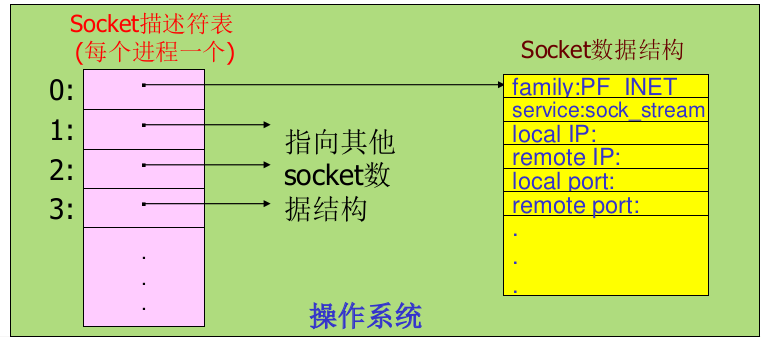 Socket描述符表
(每个进程一个)
Socket数据结构
0:
1:
2:
3:
.
.
.
指向其他
socket数
据结构
family:PF_INET
service:sock_stream
local IP:
remote IP:
local port:
remote port:
.
.
.
操作系统